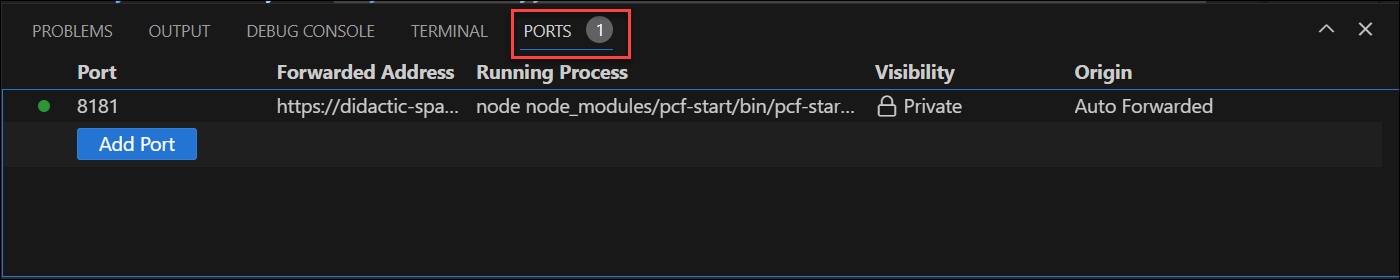 PROBLEMS OUTPUT DEBUG CONSOLE TERMINAL PORTS 1
Port Forwarded Address Running Process Visibility Origin
8181 https://didactic-spa... node node_modules/pcf-start/bin/pcf-star... Private Auto Forwarded
Add Port